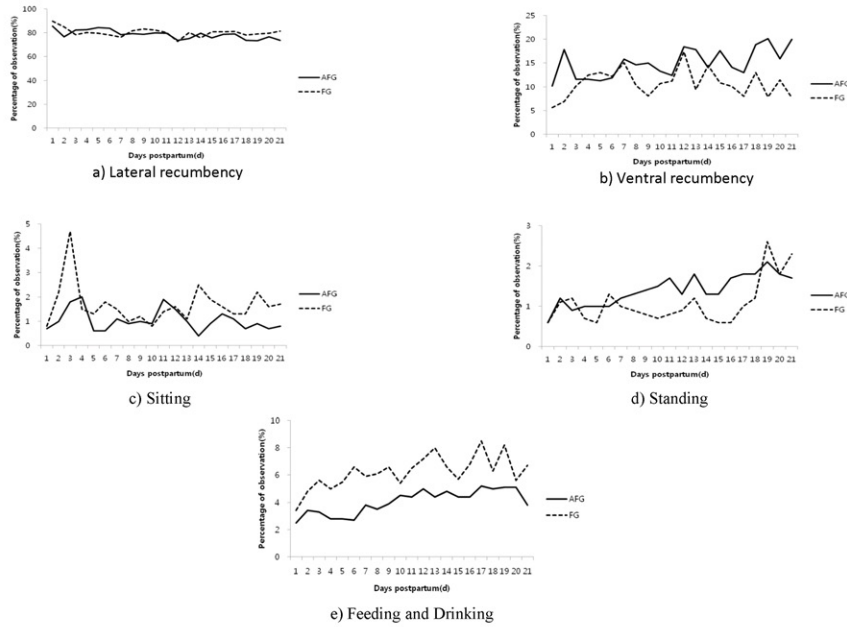 Percentage of observation(%)
100
80
60
40
20
0
1 2 3 4 5 6 7 8 9 10 11 12 13 14 15 16 17 18 19 20 21
Days postpartum(d)
AFG
FG
a) Lateral recumbency
Percentage of observation(%)
25
20
15
10
5
0
1 2 3 4 5 6 7 8 9 10 11 12 13 14 15 16 17 18 19 20 21
Days postpartum(d)
AFG
FG
b) Ventral recumbency
Percentage of observation(%)
5
4
3
2
1
0
1 2 3 4 5 6 7 8 9 10 11 12 13 14 15 16 17 18 19 20 21
Days postpartum(d)
AFG
FG
c) Sitting
Percentage of observation(%)
3
2
1
0
1 2 3 4 5 6 7 8 9 10 11 12 13 14 15 16 17 18 19 20 21
Days postpartum(d)
AFG
FG
d) Standing
Percentage of observation(%)
10
8
6
4
2
0
1 2 3 4 5 6 7 8 9 10 11 12 13 14 15 16 17 18 19 20 21
Days postpartum(d)
AFG
FG
e) Feeding and Drinking